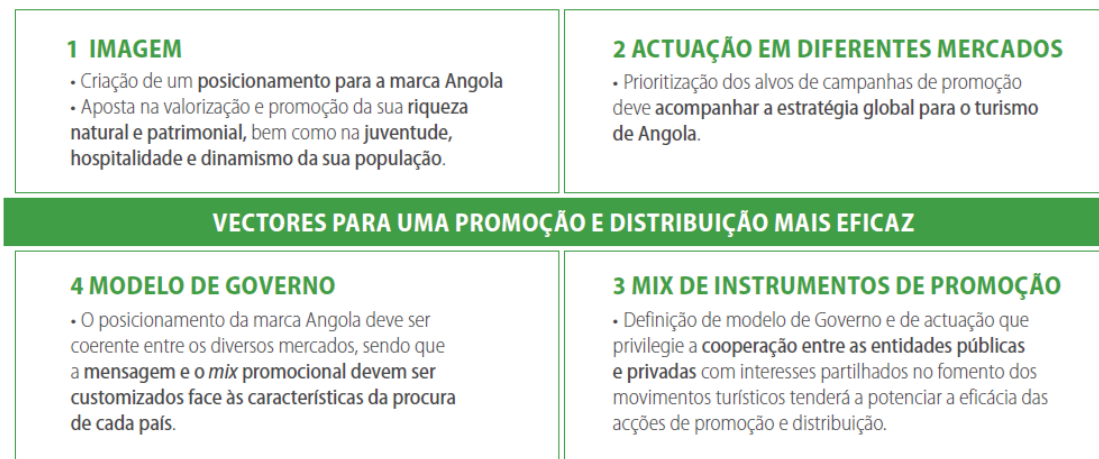 1 IMAGEM
• Criação de um posicionamento para a marca Angola
• Aposta na valorização e promoção da sua riqueza
natural e patrimonial, bem como na juventude,
hospitalidade e dinamismo da sua população.
2 ACTUAÇÃO EM DIFERENTES MERCADOS
• Prioritização dos alvos de campanhas de promoção
deve acompanhar a estratégia global para o turismo
de Angola.
VECTORES PARA UMA PROMOÇÃO E DISTRIBUIÇÃO MAIS EFICAZ
4 MODELO DE GOVERNO
• O posicionamento da marca Angola deve ser
coerente entre os diversos mercados, sendo que
a mensagem e o mix promocional devem ser
customizados face às características da procura
de cada país.
3 MIX DE INSTRUMENTOS DE PROMOÇÃO
• Definição de modelo de Governo e de actuação que
privilegie a cooperação entre as entidades públicas
e privadas com interesses partilhados no fomento dos
movimentos turísticos tenderá a potenciar a eficácia das
acções de promoção e distribuição.